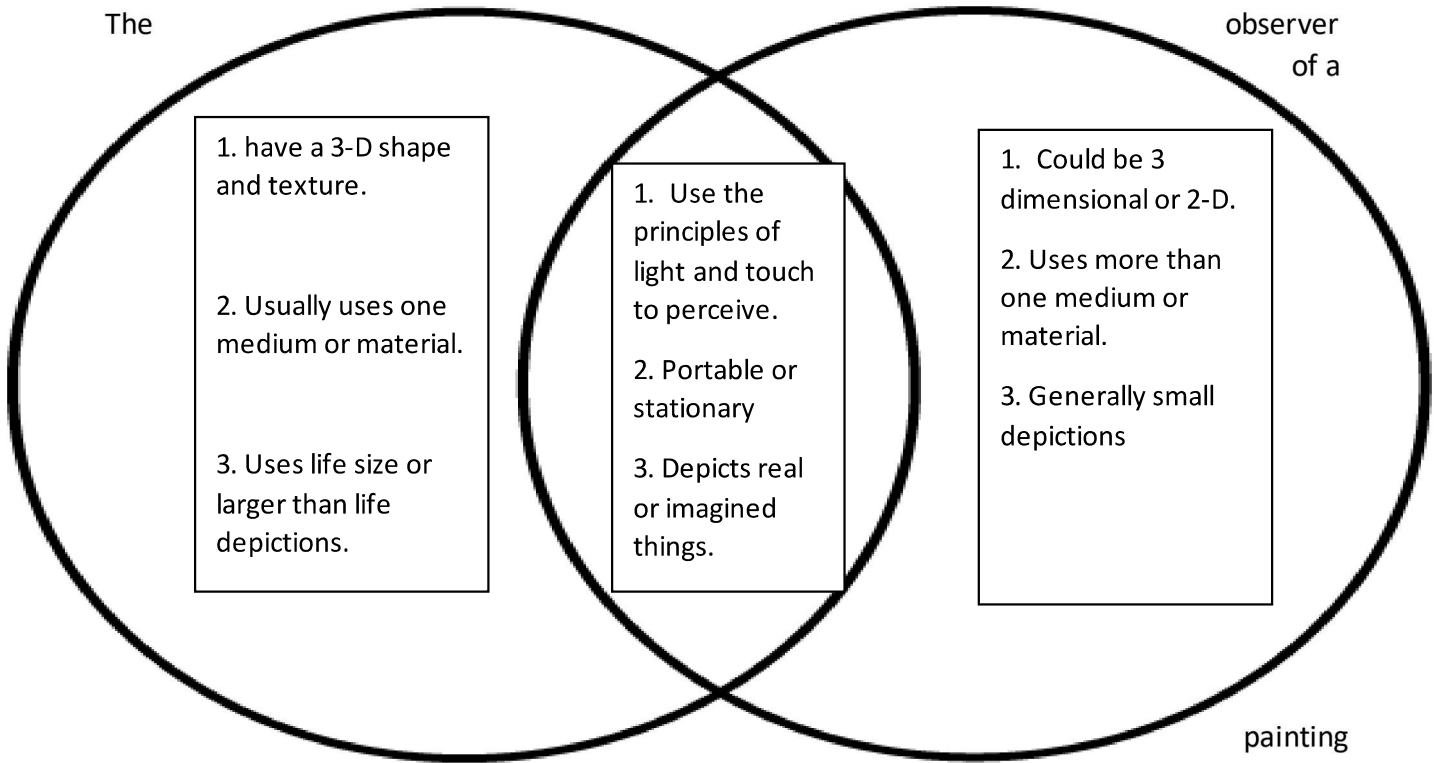 The
observer
of a
1. have a 3-D shape
and texture.
2. Usually uses one
medium or material.
3. Uses life size or
larger than life
depictions.
1.  Use the
principles of
light and touch
to perceive.
2. Portable or
stationary
3. Depicts real
or imagined
things.
1.  Could be 3
dimensional or 2-D.
2. Uses more than
one medium or
material.
3. Generally small
depictions
painting